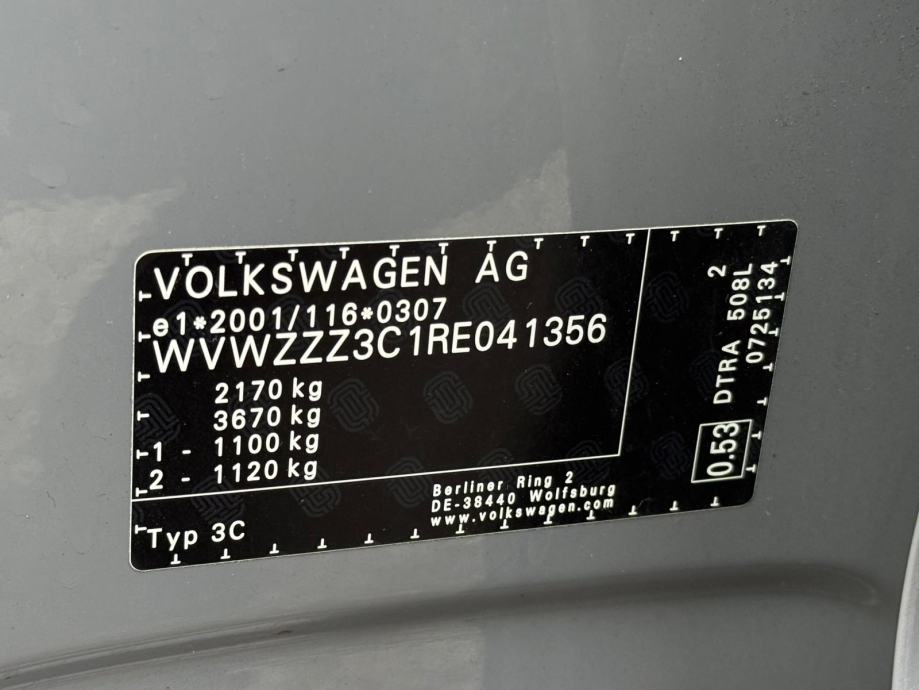 VOLKSWAGEN AG
e1*2001/116*0307
WVWZZZ3C1RE041356
2170 kg
3670 kg
1 - 1100 kg
2 - 1120 kg
Typ 3C
Berliner Ring 2
DE-38440 Wolfsburg
www.volkswagen.com
0.53
DTRA 508L 2
0725134